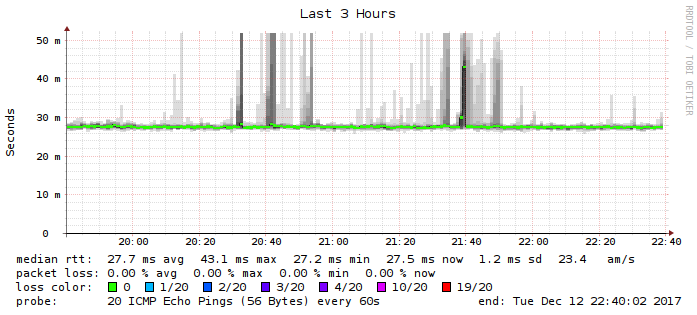 Last 3 Hours
RRDTOOL / TOBI OETIKER
Seconds
50 m
40 m
30 m
20 m
10 m
0
20:00 20:20 20:40 21:00 21:20 21:40 22:00 22:20 22:40
median rtt: 27.7 ms avg 43.1 ms max 27.2 ms min 27.5 ms now 1.2 ms sd 23.4 am/s
packet loss: 0.00 % avg 0.00 % max 0.00 % min 0.00 % now
loss color: 0 1/20 2/20 3/20 4/20 10/20 19/20
probe: 20 ICMP Echo Pings (56 Bytes) every 60s end: Tue Dec 12 22:40:02 2017